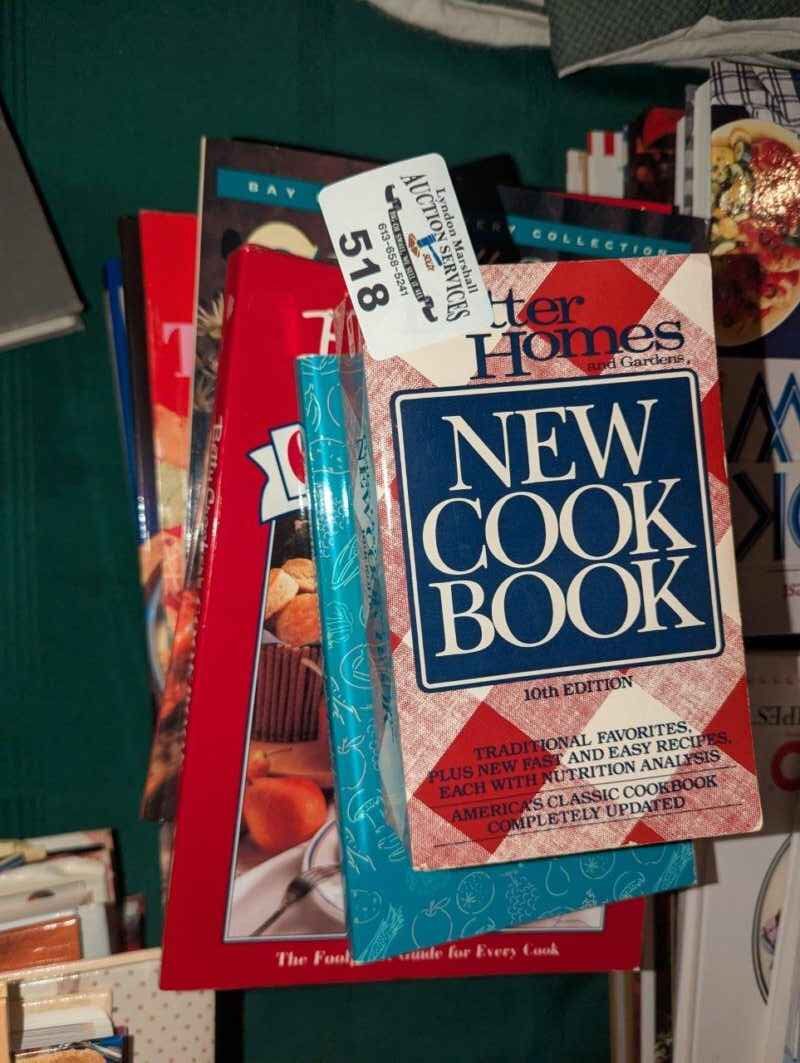 BAY
RY COLLECTION
Lyndon Marshall
AUCTION SERVICES
613-658-5241
518
tter
Homes
and Gardens®
NEW
COOK
BOOK
10th EDITION
TRADITIONAL FAVORITES,
PLUS NEW FAST AND EASY RECIPES,
EACH WITH NUTRITION ANALYSIS
AMERICA'S CLASSIC COOKBOOK
COMPLETELY UPDATED
Guide for Every Cook
The